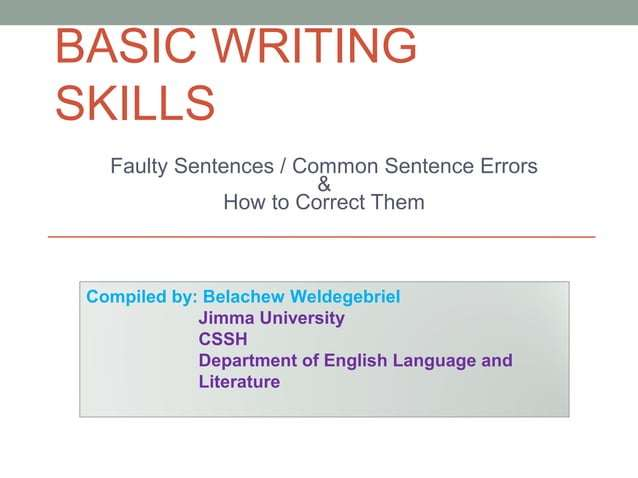 BASIC WRITING
SKILLS
Faulty Sentences / Common Sentence Errors
&
How to Correct Them
Compiled by: Belachew Weldegebriel
Jimma University
CSSH
Department of English Language and
Literature